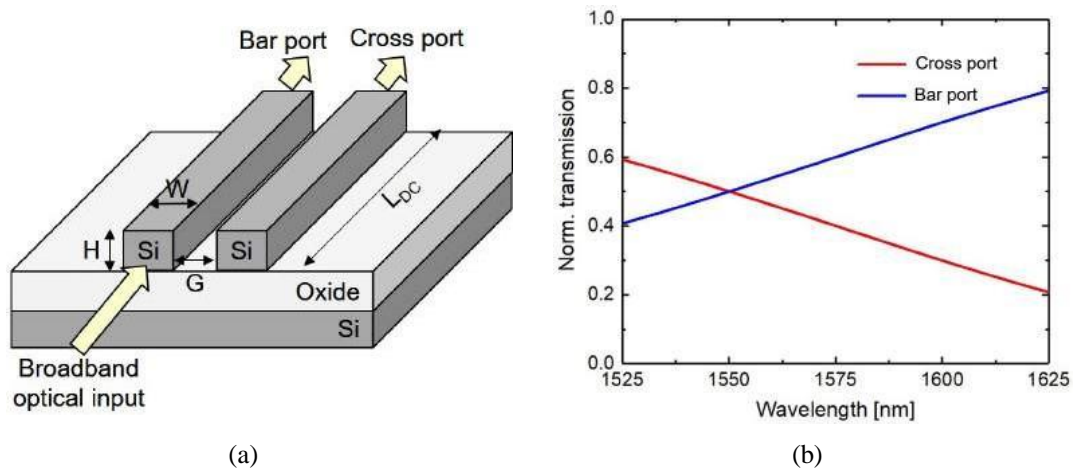 Bar port
Cross port
W
L_DC
H
Si
Si
G
Oxide
Si
Broadband
optical input
(a)
1.0
0.8
0.6
0.4
0.2
0.0
Norm. transmission
Cross port
Bar port
1525
1550
1575
1600
1625
Wavelength [nm]
(b)